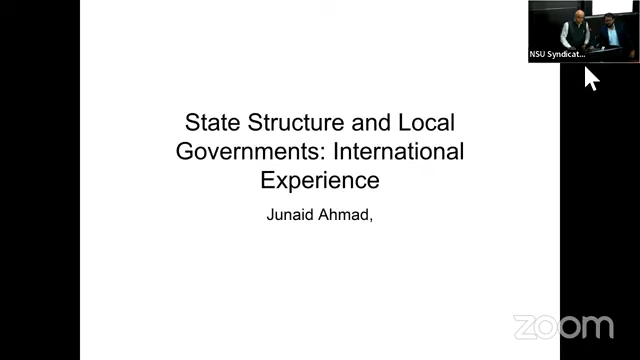 NSU Syndicat...
State Structure and Local
Governments: International
Experience
Junaid Ahmad,
zoom